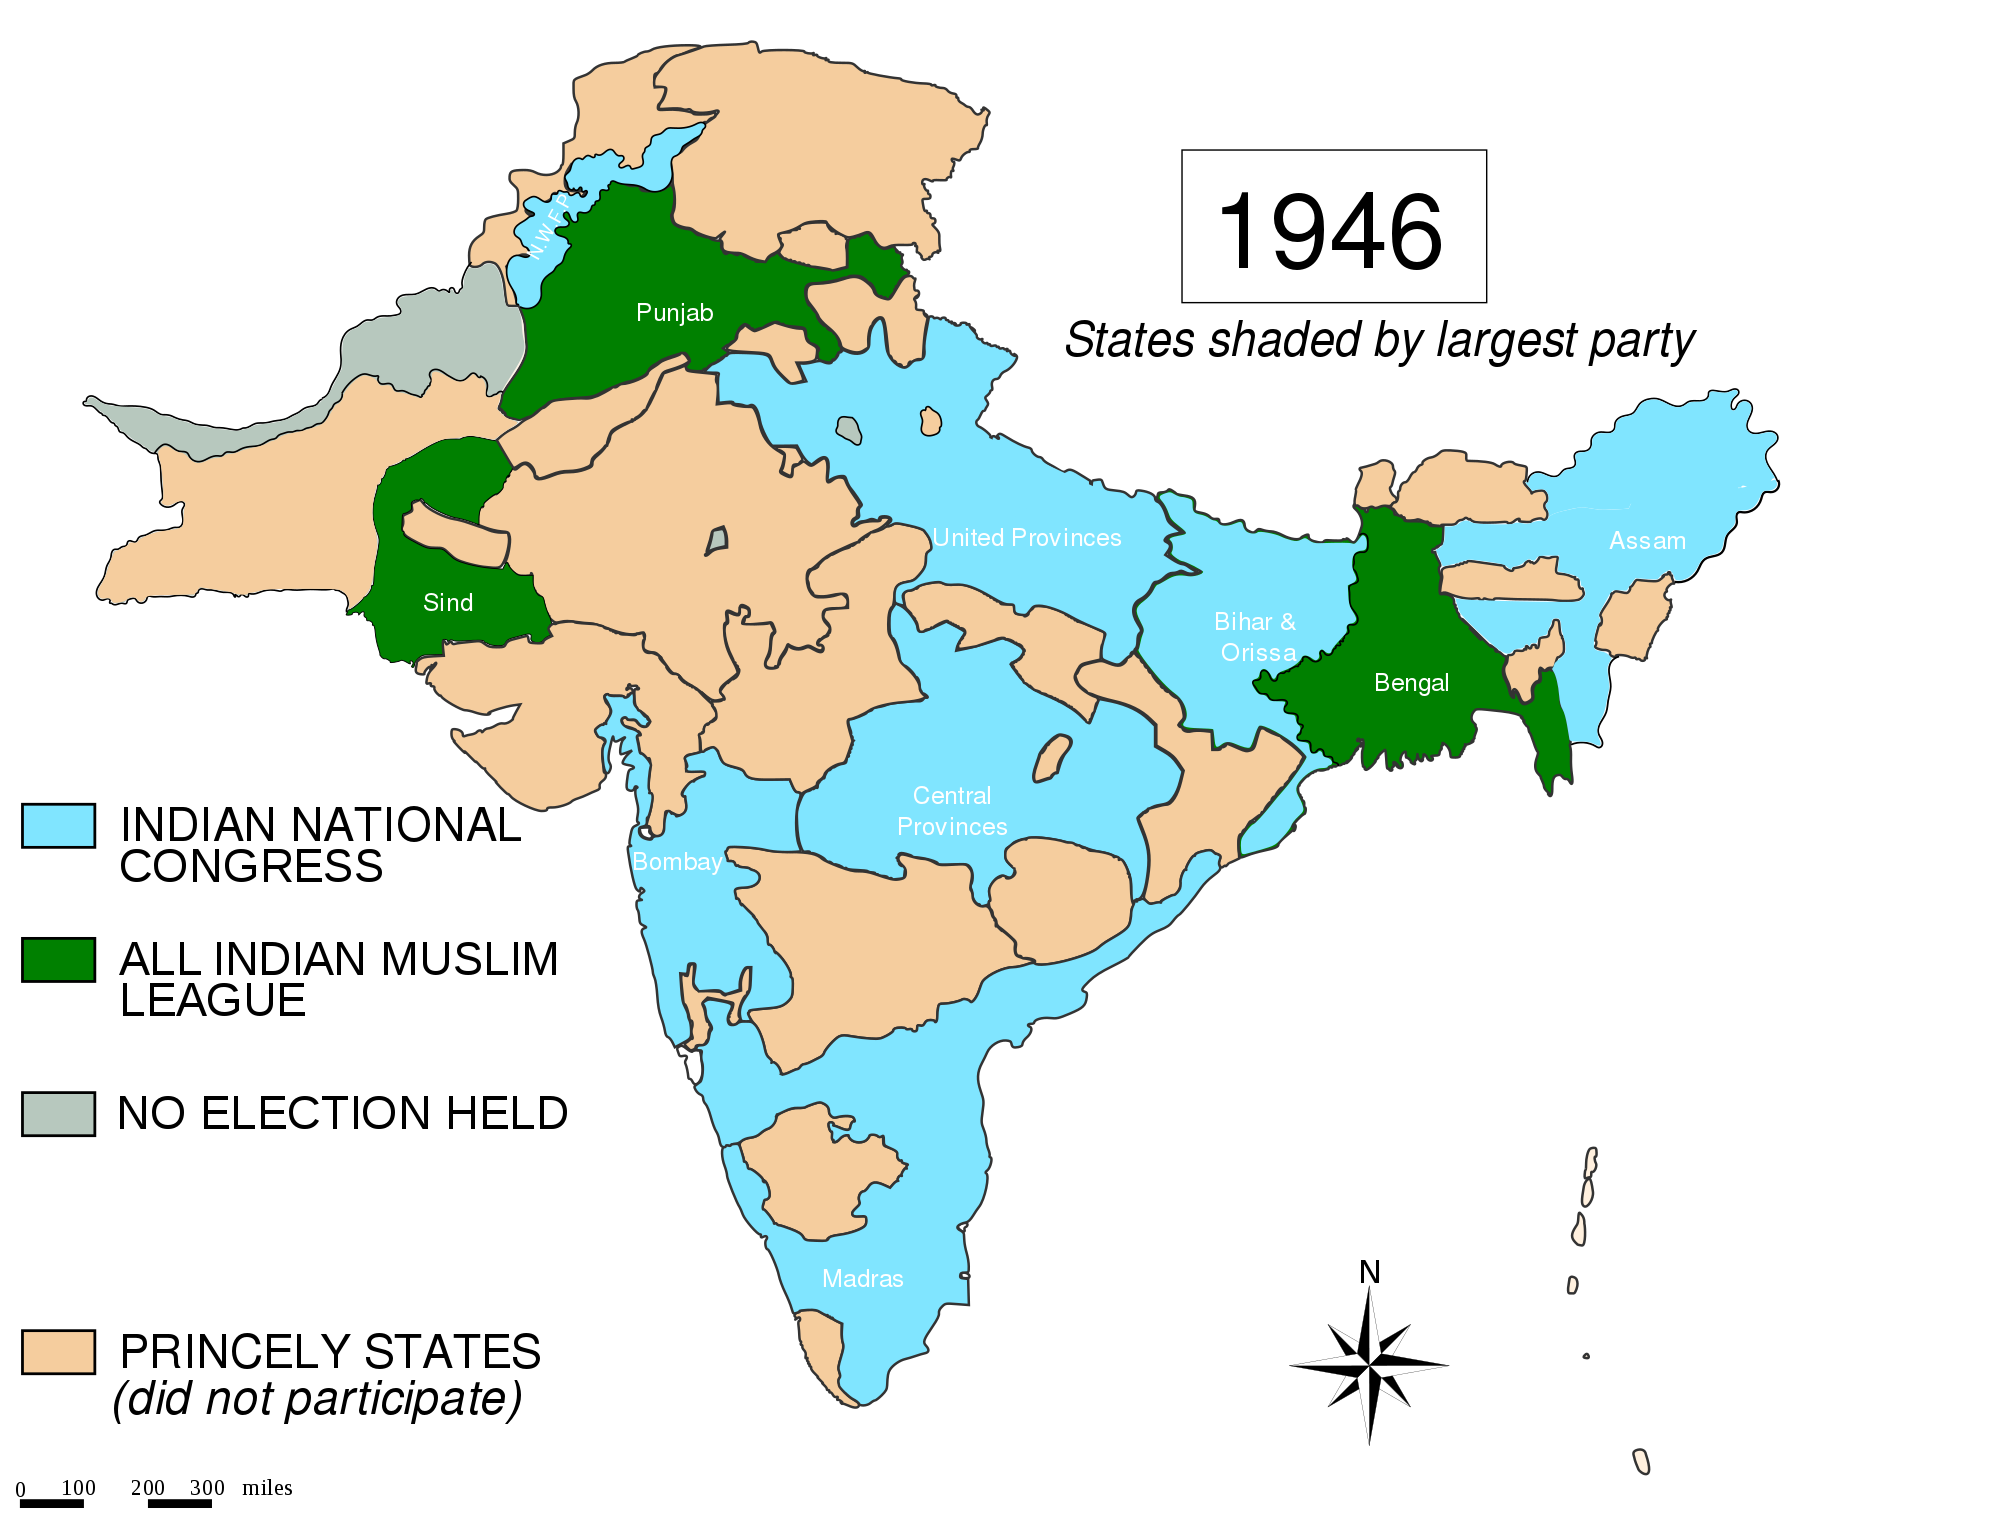 1946
States shaded by largest party
N.W.F.P
Punjab
United Provinces
Assam
Sind
Bihar &
Orissa
Bengal
Central
Provinces
Bombay
Madras
INDIAN NATIONAL
CONGRESS
ALL INDIAN MUSLIM
LEAGUE
NO ELECTION HELD
PRINCELY STATES
(did not participate)
N
0 100 200 300 miles